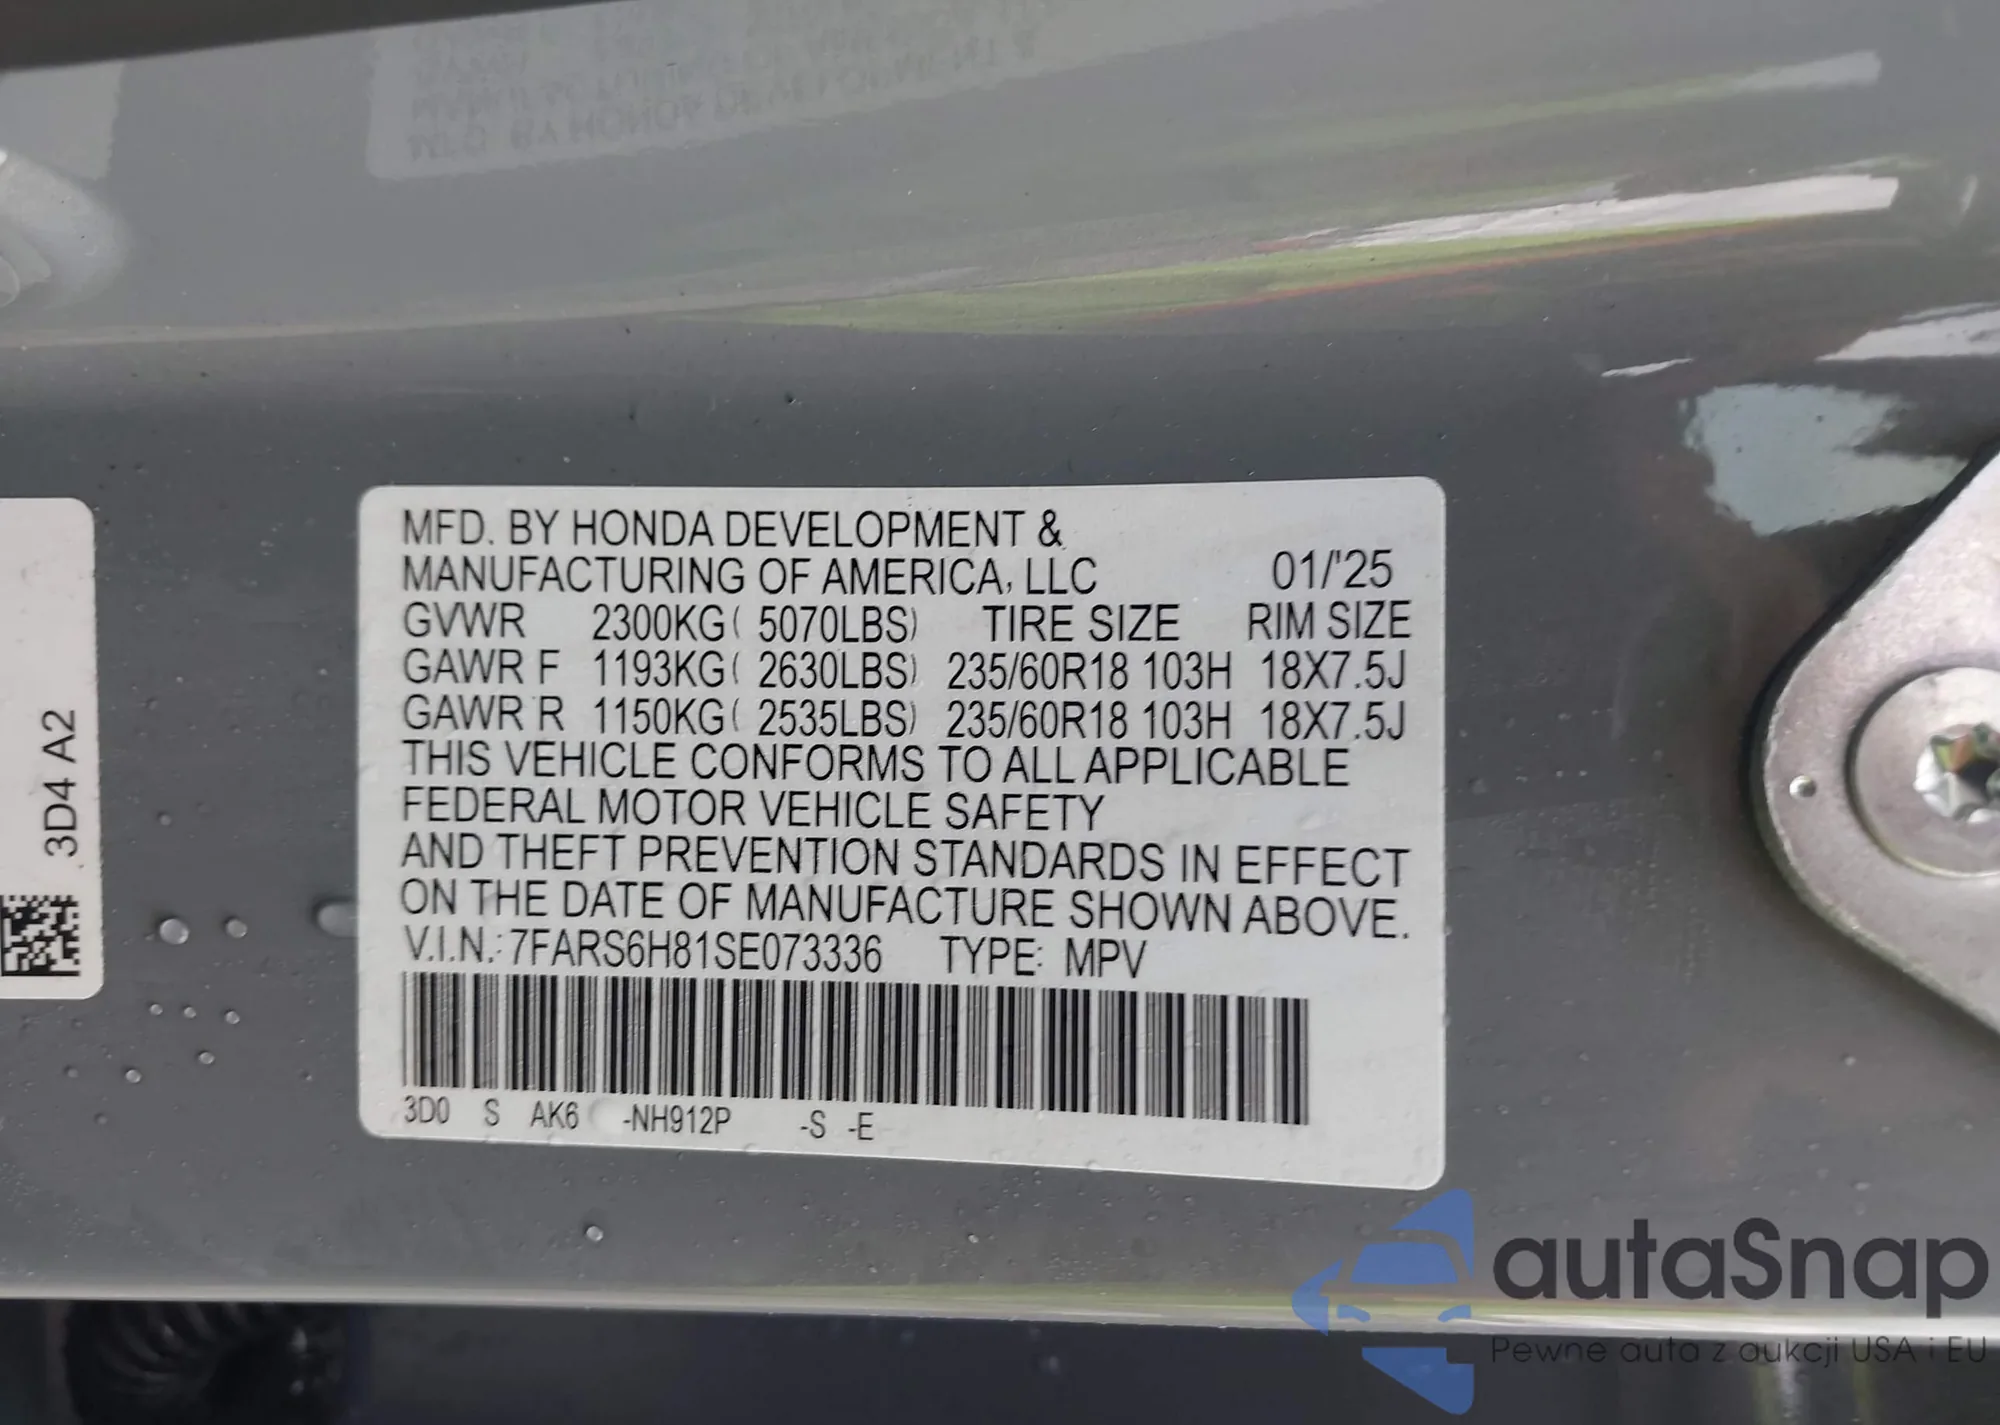 MFD. BY HONDA DEVELOPMENT &
MANUFACTURING OF AMERICA, LLC 01/'25
GVWR 2300KG( 5070LBS) TIRE SIZE RIM SIZE
GAWR F 1193KG( 2630LBS) 235/60R18 103H 18X7.5J
GAWR R 1150KG( 2535LBS) 235/60R18 103H 18X7.5J
THIS VEHICLE CONFORMS TO ALL APPLICABLE
FEDERAL MOTOR VEHICLE SAFETY
AND THEFT PREVENTION STANDARDS IN EFFECT
ON THE DATE OF MANUFACTURE SHOWN ABOVE.
V.I.N.: 7FARS6H81SE073336 TYPE: MPV
3D0 S AK6 -NH912P -S -E
3D4 A2
autaSnap
Pewne auta z aukcji USA i EU